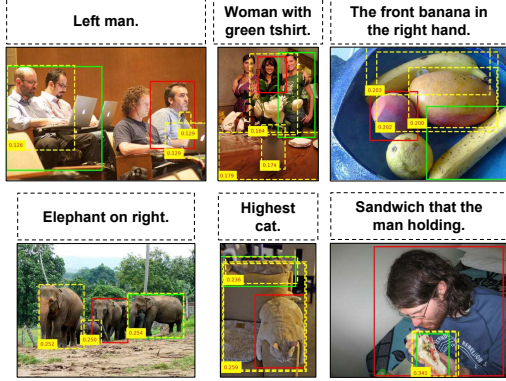 Left man.
Woman with
green tshirt.
The front banana in
the right hand.
0.126
0.129
0.129
0.184
0.174
0.179
0.203
0.202
0.200
Elephant on right.
Highest
cat.
Sandwich that the
man holding.
0.252
0.250
0.254
0.236
0.259
0.341